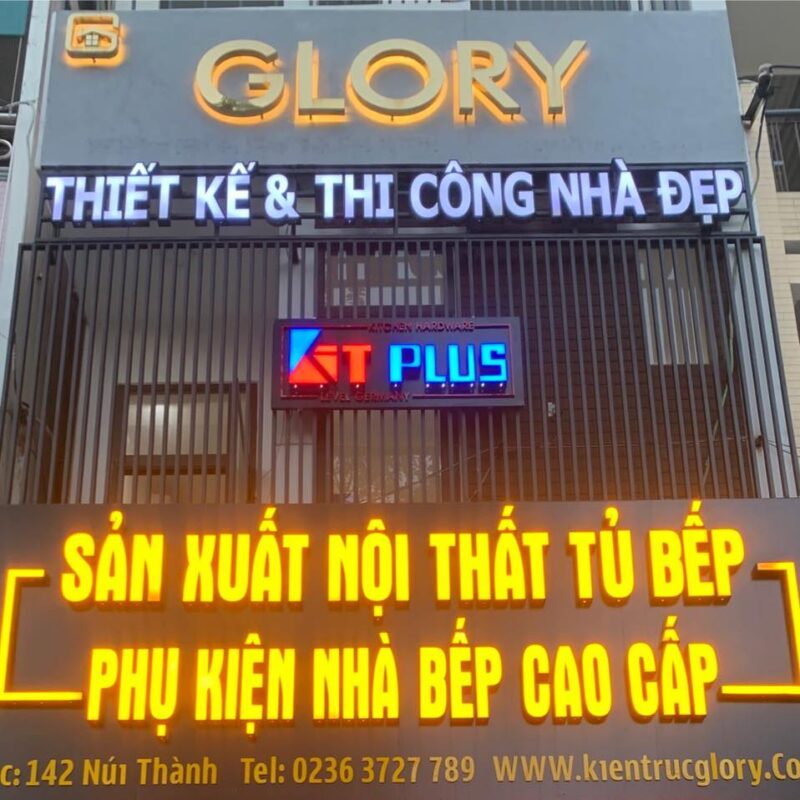 GLORY
THIẾT KẾ & THI CÔNG NHÀ ĐẸP
KITCHEN HARDWARE
KIT PLUS
LEVEL GERMANY
SẢN XUẤT NỘI THẤT TỦ BẾP
PHỤ KIỆN NHÀ BẾP CAO CẤP
c: 142 Núi Thành Tel: 0236 3727 789 WWW.kientrucglory.Co